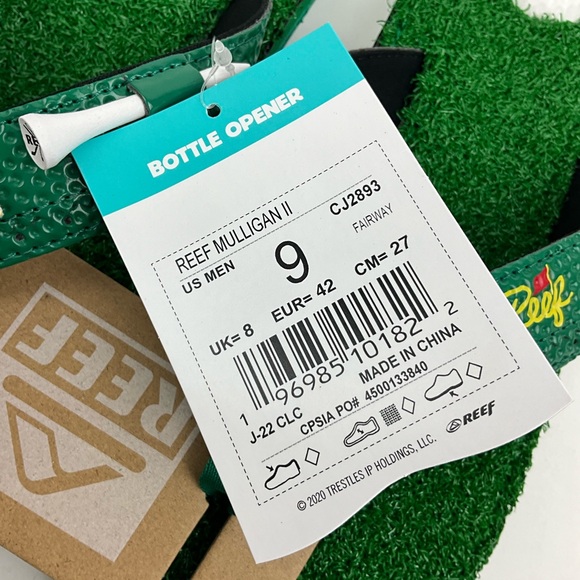 BOTTLE OPENER
REEF MULLIGAN II
CJ2893
US MEN
9
FAIRWAY
UK= 8
EUR= 42
CM= 27
1 96985 10182 2
J-22 CLC
MADE IN CHINA
CPSIA PO# 4500133840
REEF
© 2020 TRESTLES IP HOLDINGS, LLC.
REEF
Reef